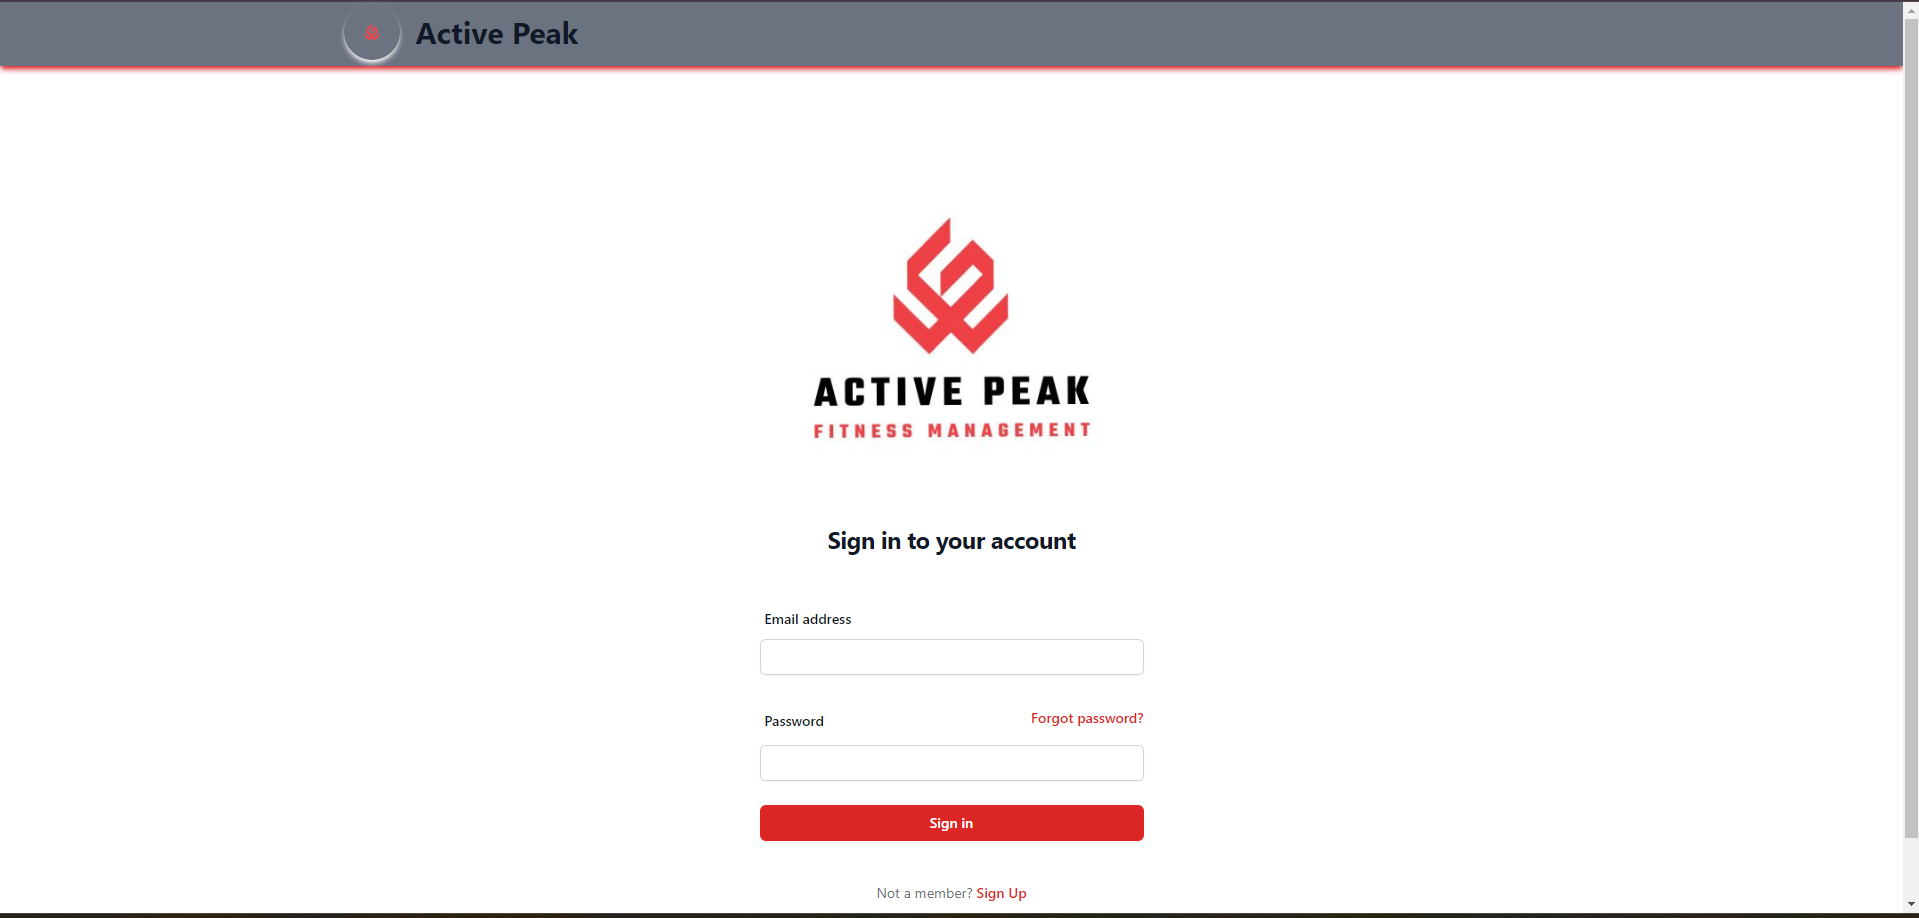 Active Peak
ACTIVE PEAK
FITNESS MANAGEMENT
Sign in to your account
Email address
Password
Forgot password?
Sign in
Not a member? Sign Up